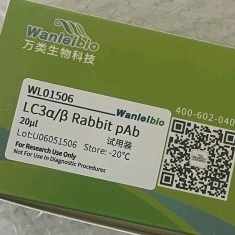 Wanleibio
万类生物科技
WL01506
Wanleibio
LC3α/β Rabbit pAb
20μl
试用装
Lot:U06051506 Store: -20℃
For Research Use Only
Not For Use In Diagnostic Procedures
400-602-040